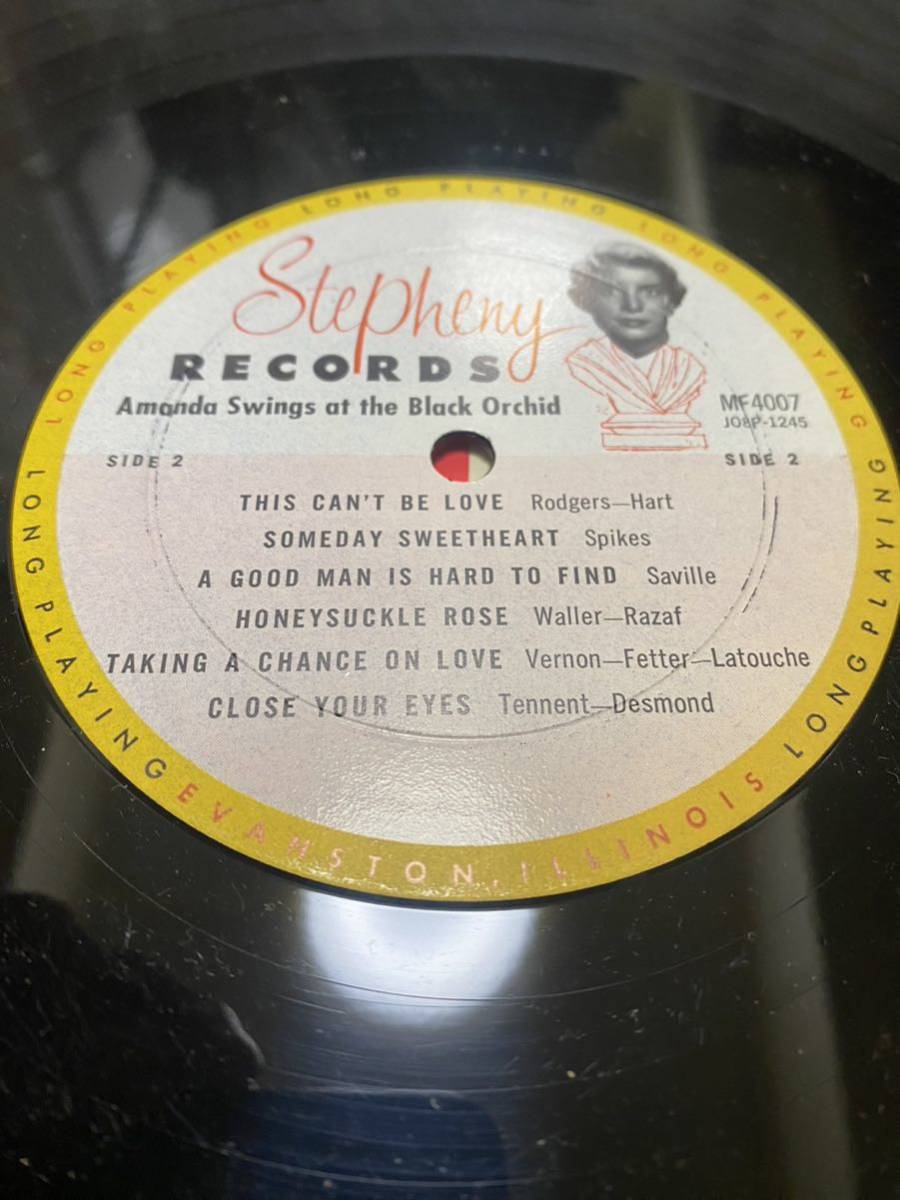 LONG PLAYING LONG PLAYING LONG PLAYING LONG PLAYING LONG PLAYING LONG PLAYING
Stepheny
RECORDS
Amanda Swings at the Black Orchid
MF4007
JO8P-1245
SIDE 2
SIDE 2
THIS CAN'T BE LOVE Rodgers—Hart
SOMEDAY SWEETHEART Spikes
A GOOD MAN IS HARD TO FIND Saville
HONEYSUCKLE ROSE Waller—Razaf
TAKING A CHANCE ON LOVE Vernon—Fetter—Latouche
CLOSE YOUR EYES Tennent—Desmond
EVANSTON, ILLINOIS